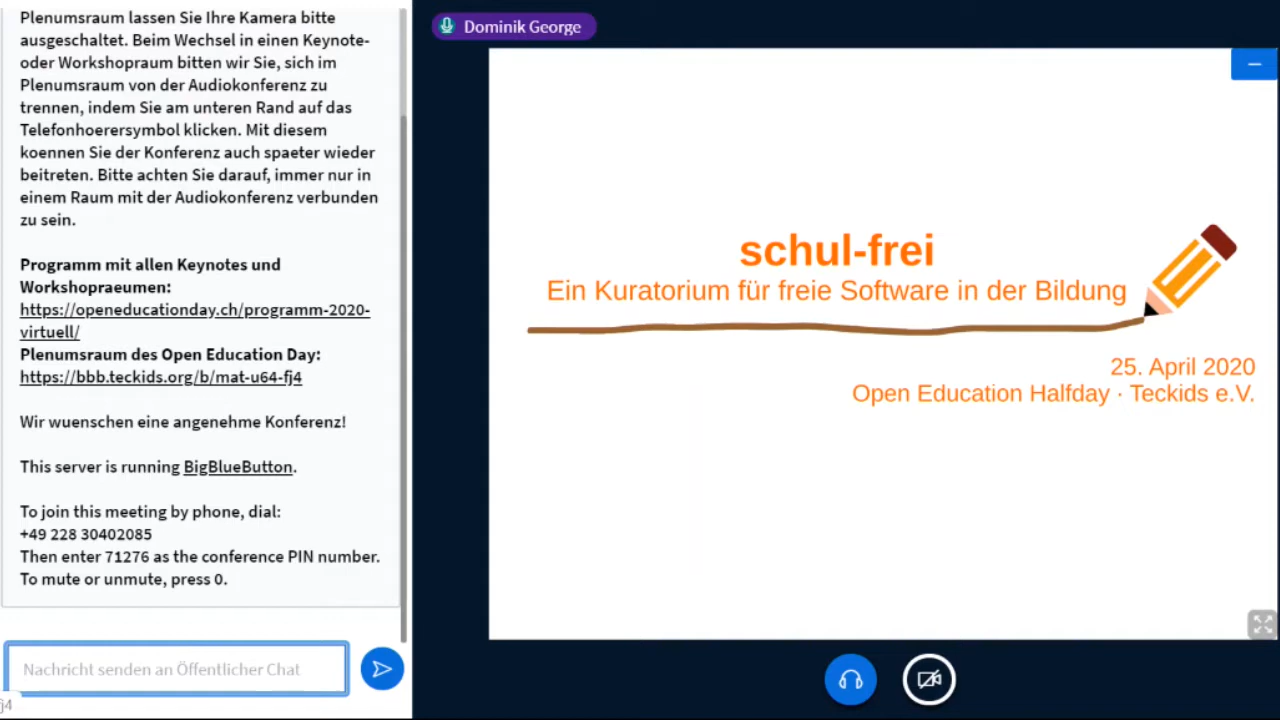 Plenumsraum lassen Sie Ihre Kamera bitte
ausgeschaltet. Beim Wechsel in einen Keynote-
oder Workshopraum bitten wir Sie, sich im
Plenumsraum von der Audiokonferenz zu
trennen, indem Sie am unteren Rand auf das
Telefonhoerersymbol klicken. Mit diesem
koennen Sie der Konferenz auch spaeter wieder
beitreten. Bitte achten Sie darauf, immer nur in
einem Raum mit der Audiokonferenz verbunden
zu sein.
Programm mit allen Keynotes und
Workshopraeumen:
https://openeducationday.ch/programm-2020-
virtuell/
Plenumsraum des Open Education Day:
https://bbb.teckids.org/b/mat-u64-fj4
Wir wuenschen eine angenehme Konferenz!
This server is running BigBlueButton.
To join this meeting by phone, dial:
+49 228 30402085
Then enter 71276 as the conference PIN number.
To mute or unmute, press 0.
Nachricht senden an Öffentlicher Chat
fj4
Dominik George
schul-frei
Ein Kuratorium für freie Software in der Bildung
25. April 2020
Open Education Halfday · Teckids e.V.